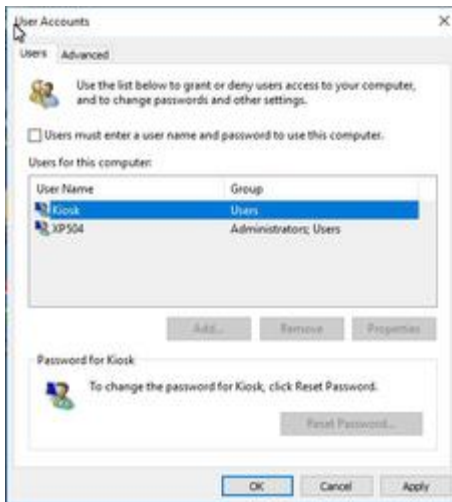 User Accounts
Users Advanced
Use the list below to grant or deny users access to your computer,
and to change passwords and other settings.
Users must enter a user name and password to use this computer.
Users for this computer:
User Name Group
Kiosk Users
XP504 Administrators; Users
Add... Remove Properties
Password for Kiosk
To change the password for Kiosk, click Reset Password.
Reset Password...
OK Cancel Apply